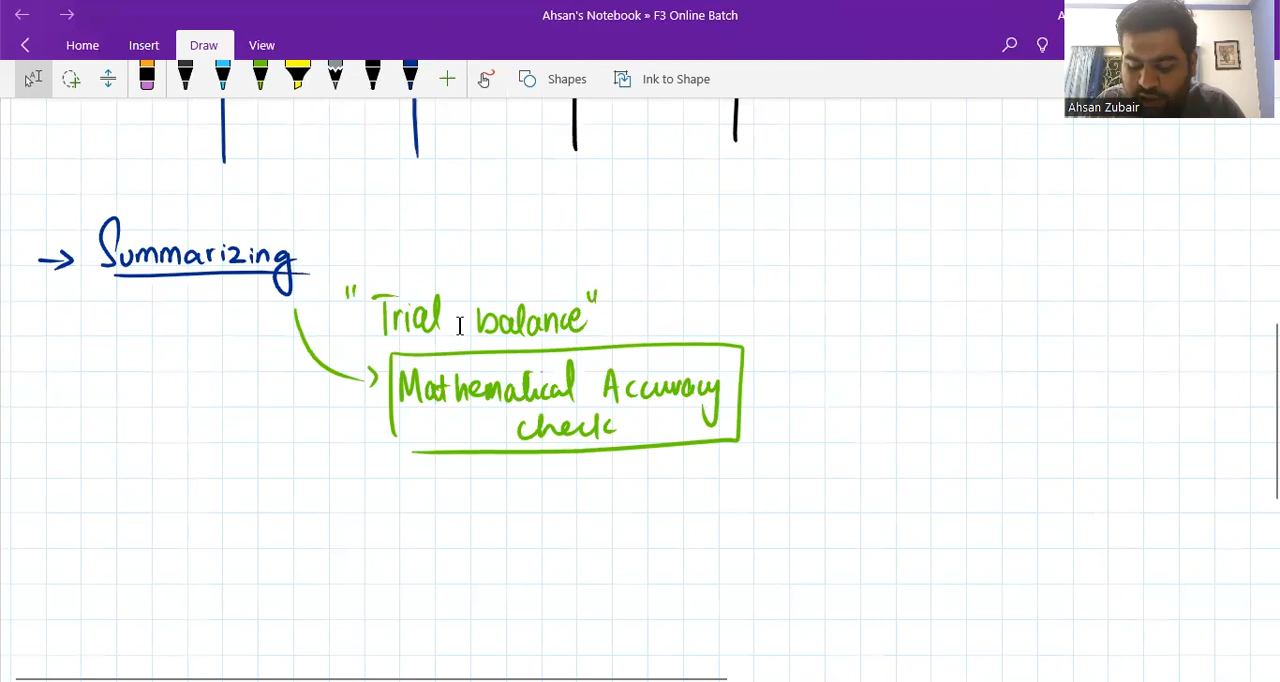 Ahsan's Notebook » F3 Online Batch
A
Home Insert Draw View
Shapes Ink to Shape
Ahsan Zubair
→ Summarizing
" Trial balance"
Mathematical Accuracy
check